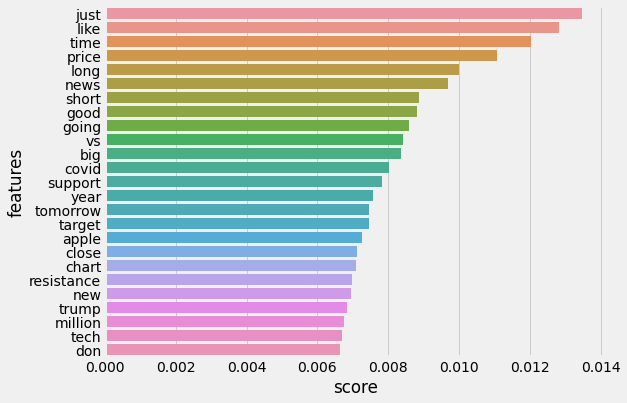 just
like
time
price
long
news
short
good
going
vs
big
covid
support
year
tomorrow
target
apple
close
chart
resistance
new
trump
million
tech
don
features
0.000 0.002 0.004 0.006 0.008 0.010 0.012 0.014
score